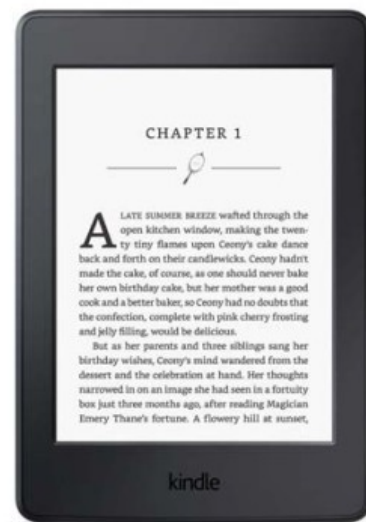 CHAPTER 1
A LATE SUMMER BREEZE wafted through the
open kitchen window, making the twen-
ty tiny flames upon Ceony's cake dance
back and forth on their candlewicks. Ceony hadn't
made the cake, of course, as one should never bake
her own birthday cake, but her mother was a good
cook and a better baker, so Ceony had no doubts that
the confection, complete with pink cherry frosting
and jelly filling, would be delicious.
But as her parents and three siblings sang her
birthday wishes, Ceony's mind wandered from the
dessert and the celebration at hand. Her thoughts
narrowed in on an image she had seen in a fortuity
box just three months ago, after reading Magician
Emery Thane's fortune. A flowery hill at sunset,
kindle